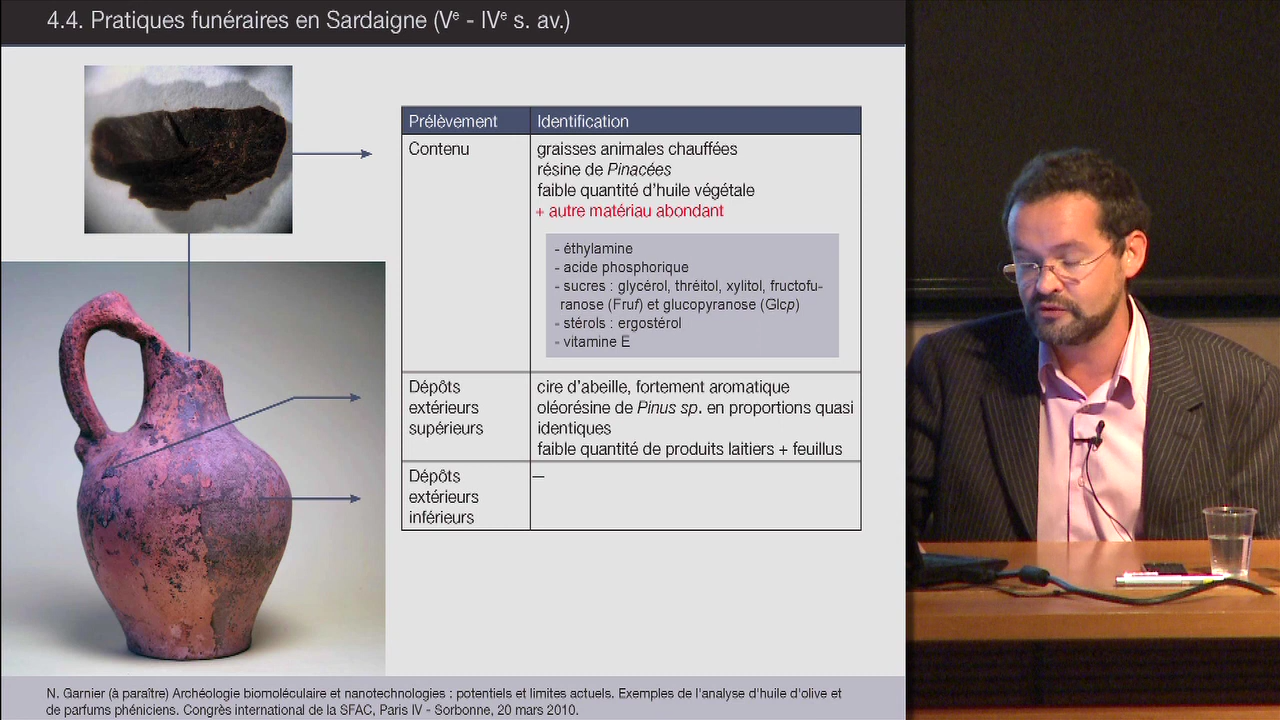 4.4. Pratiques funéraires en Sardaigne (Vᵉ - IVᵉ s. av.)
Prélèvement Identification
Contenu graisses animales chauffées
résine de Pinacées
faible quantité d'huile végétale
+ autre matériau abondant
- éthylamine
- acide phosphorique
- sucres : glycérol, thréitol, xylitol, fructofu-
ranose (Fruf) et glucopyranose (Glcp)
- stérols : ergostérol
- vitamine E
Dépôts extérieurs supérieurs
cire d'abeille, fortement aromatique
oléorésine de Pinus sp. en proportions quasi
identiques
faible quantité de produits laitiers + feuillus
Dépôts extérieurs inférieurs
—
N. Garnier (à paraître) Archéologie biomoléculaire et nanotechnologies : potentiels et limites actuels. Exemples de l'analyse d'huile d'olive et
de parfums phéniciens. Congrès international de la SFAC, Paris IV - Sorbonne, 20 mars 2010.